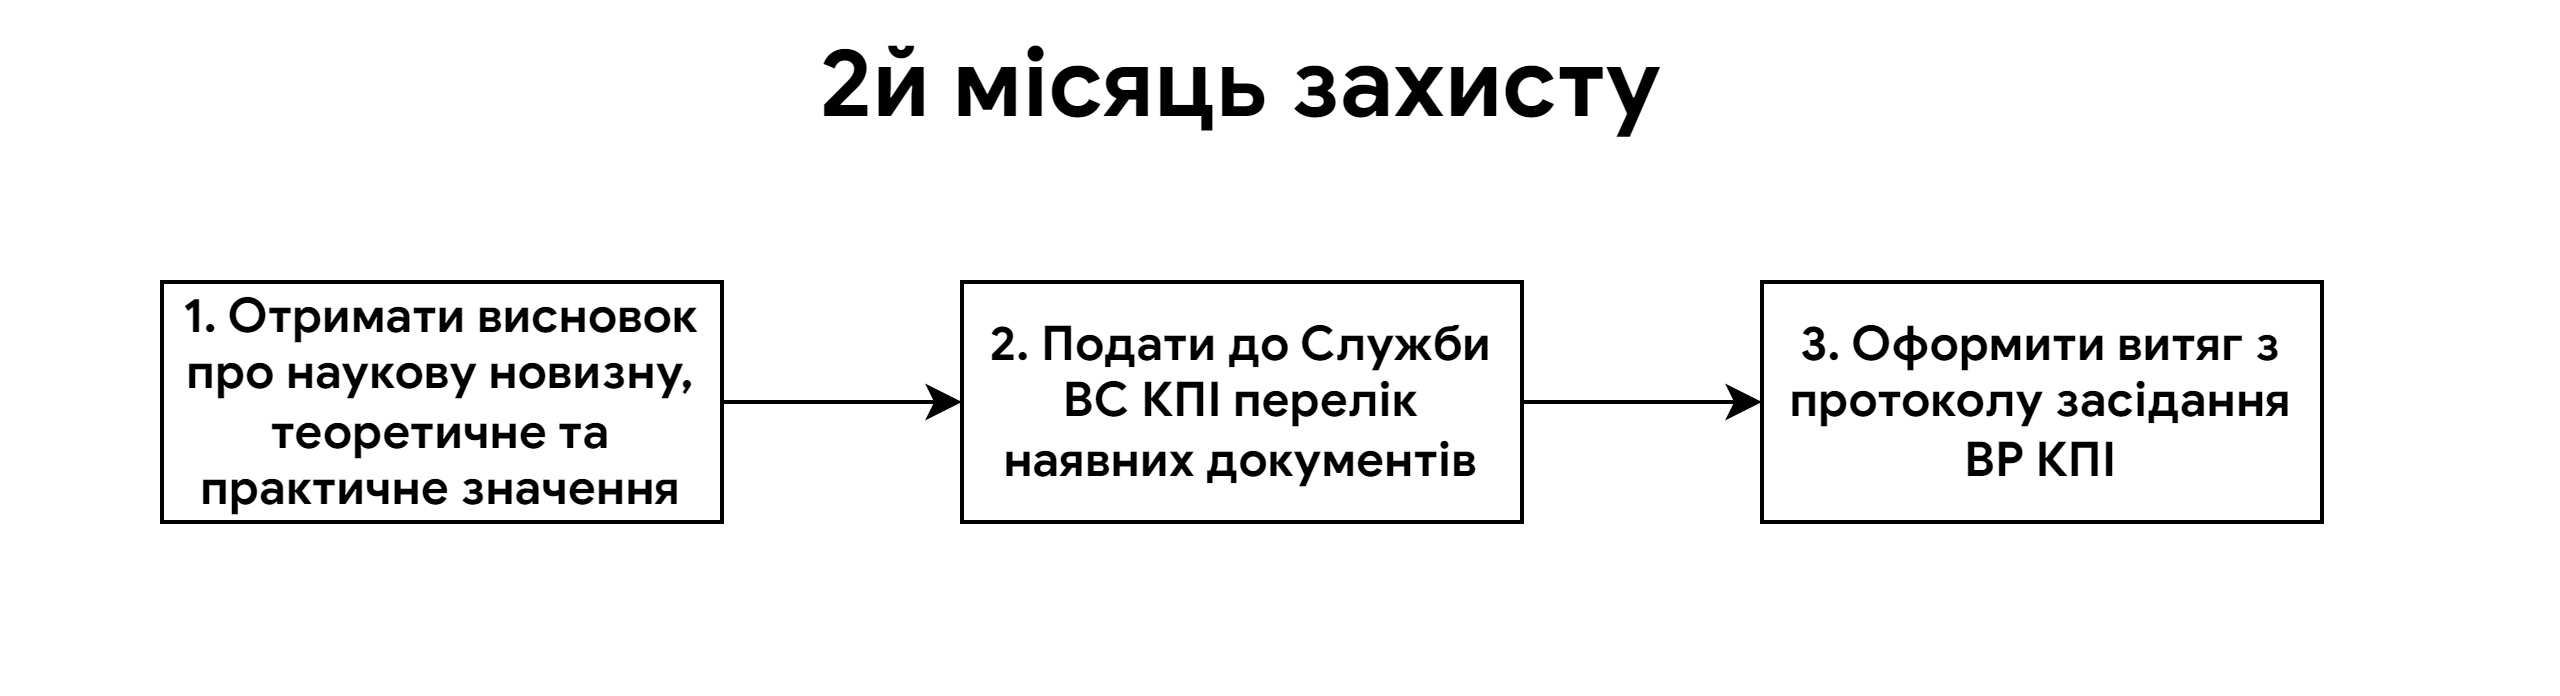 2й місяць захисту
1. Отримати висновок
про наукову новизну,
теоретичне та
практичне значення
2. Подати до Служби
ВС КПІ перелік
наявних документів
3. Оформити витяг з
протоколу засідання
ВР КПІ